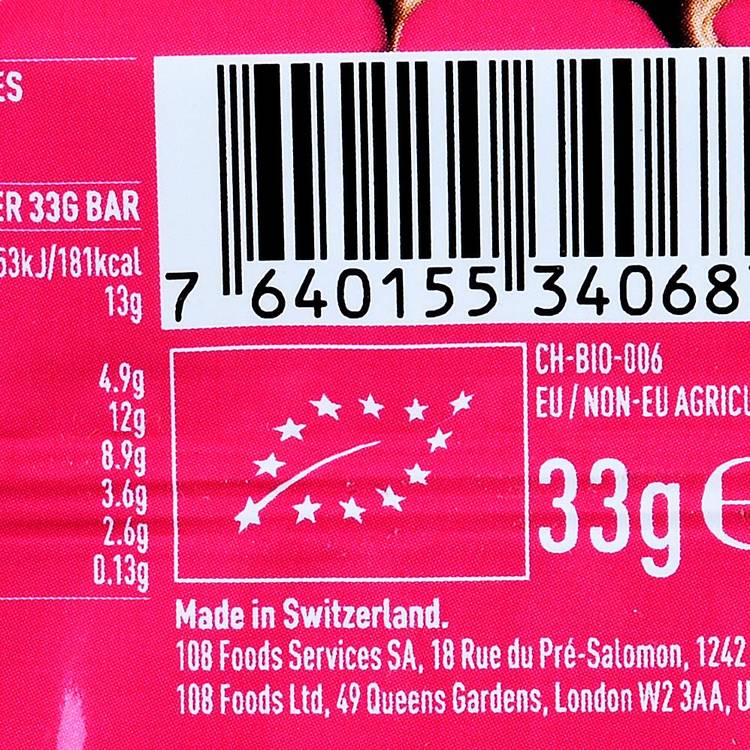 ES
ER 33G BAR
53kJ/181kcal
13g
4.9g
12g
8.9g
3.6g
2.6g
0.13g
7 640155 34068
CH-BIO-006
EU / NON-EU AGRICU
33g e
Made in Switzerland.
108 Foods Services SA, 18 Rue du Pré-Salomon, 1242
108 Foods Ltd, 49 Queens Gardens, London W2 3AA, U